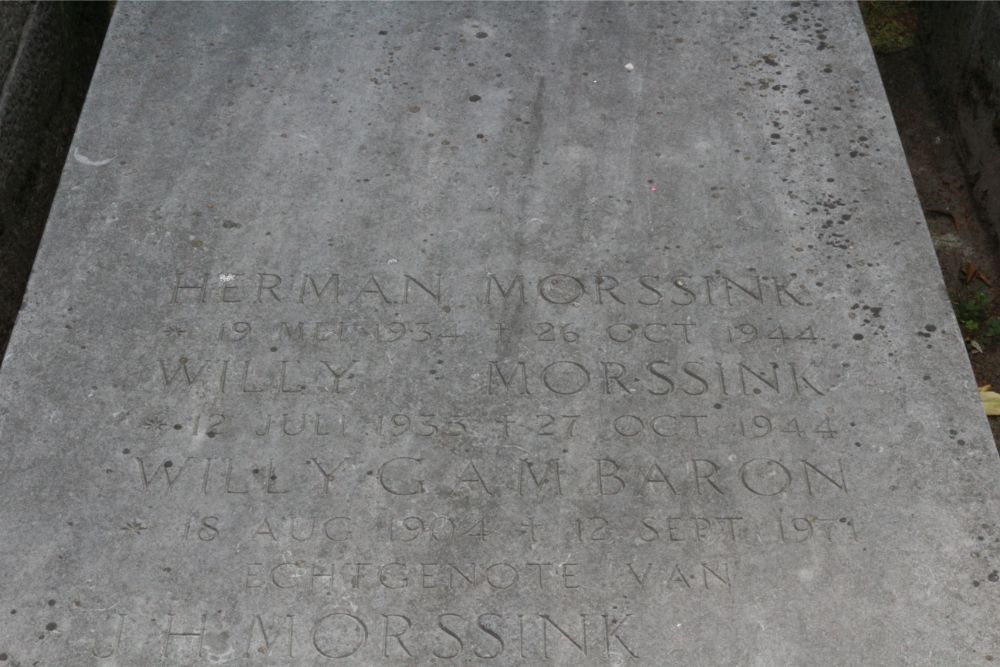 HERMAN MORSSINK
* 19 MEI 1934 † 26 OCT 1944
WILLY MORSSINK
* 12 JULI 1935 † 27 OCT 1944
WILLY GAMBARON
* 18 AUG 1904 † 12 SEPT 1971
ECHTGENOTE VAN
J.H. MORSSINK